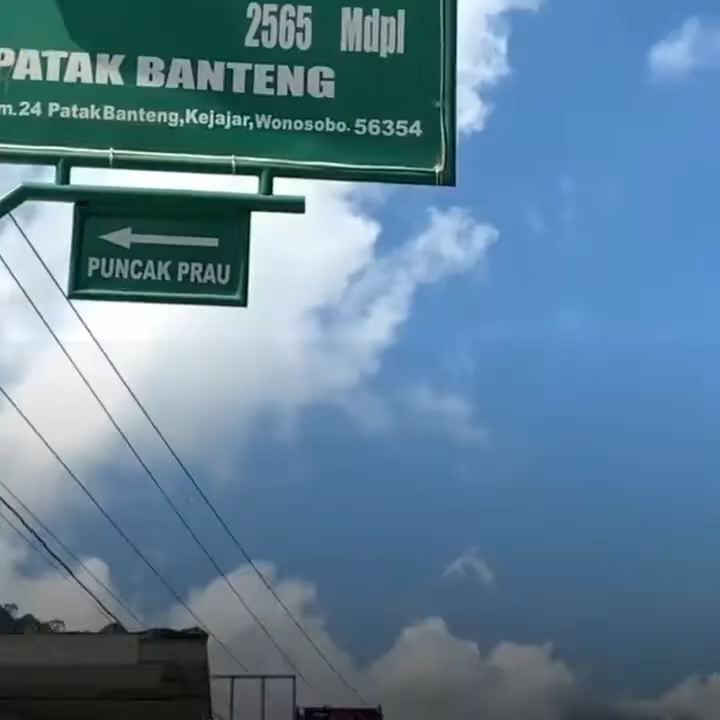 2565 Mdpl
PATAK BANTENG
m.24 PatakBanteng,Kejajar,Wonosobo. 56354
PUNCAK PRAU